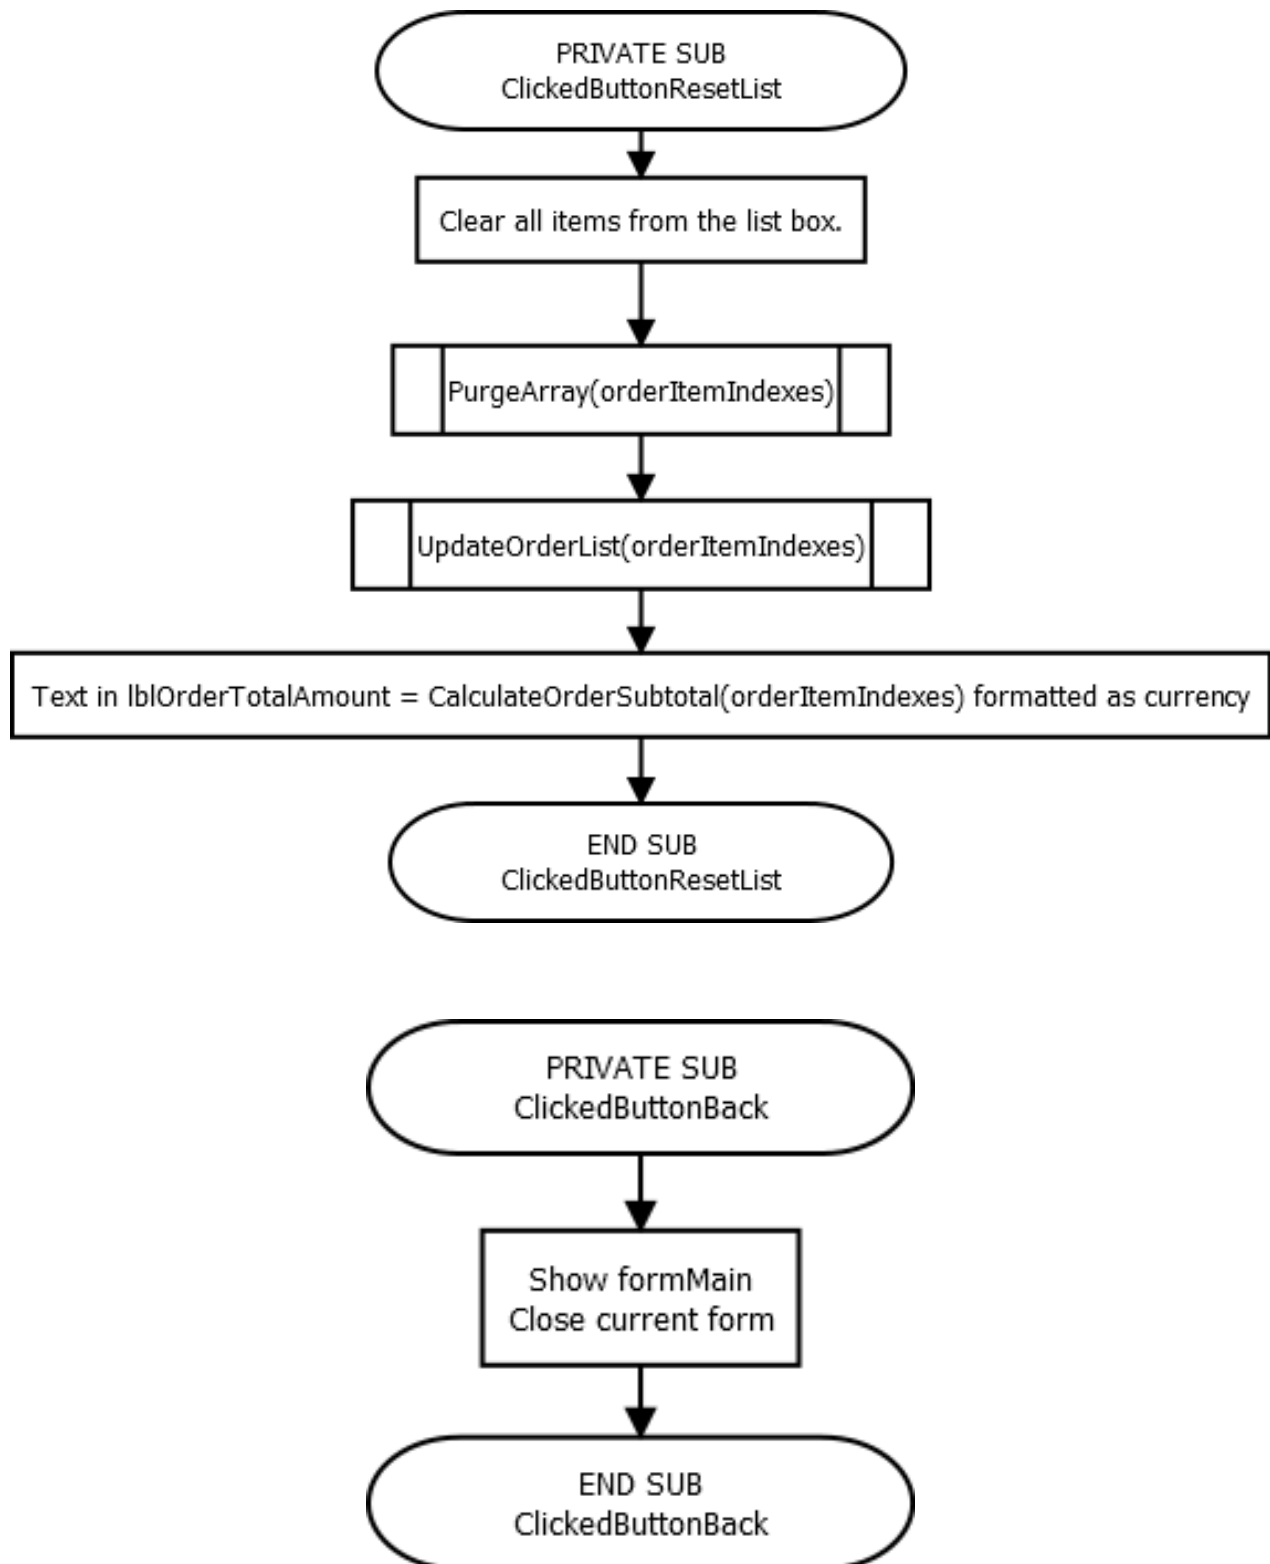 PRIVATE SUB
ClickedButtonResetList
Clear all items from the list box.
PurgeArray(orderItemIndexes)
UpdateOrderList(orderItemIndexes)
Text in lblOrderTotalAmount = CalculateOrderSubtotal(orderItemIndexes) formatted as currency
END SUB
ClickedButtonResetList
PRIVATE SUB
ClickedButtonBack
Show formMain
Close current form
END SUB
ClickedButtonBack